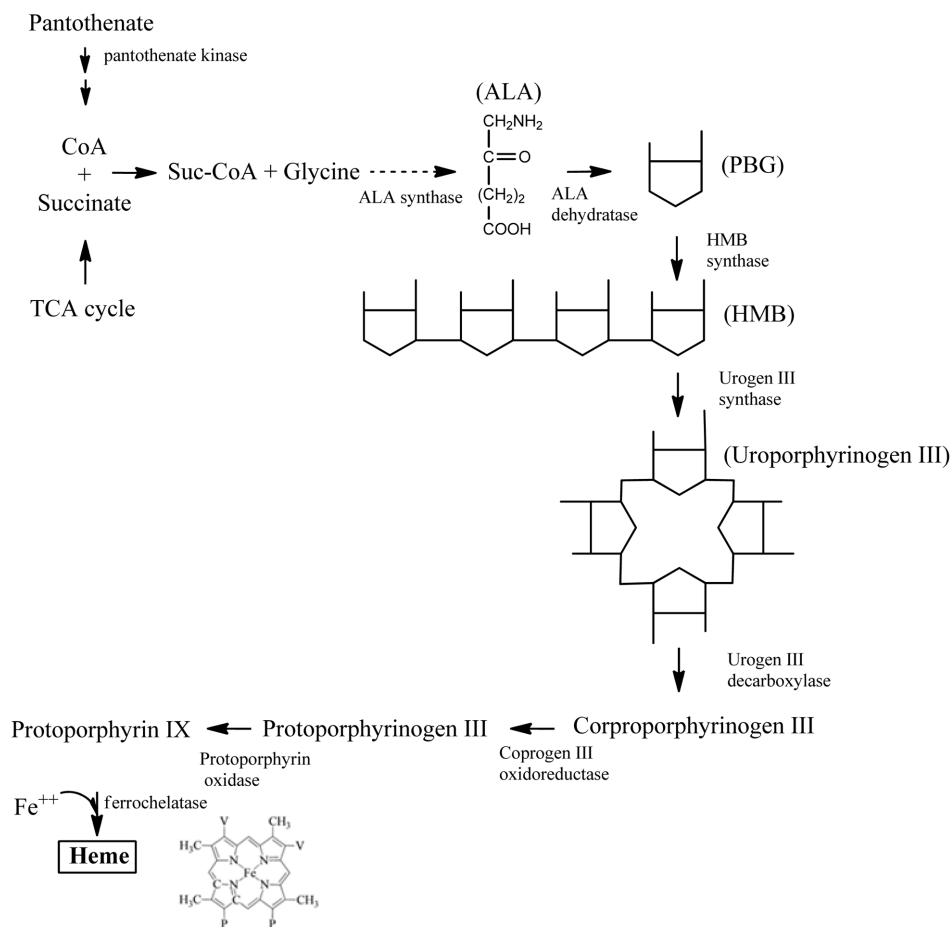 Pantothenate
pantothenate kinase
(ALA)
CH₂NH₂
C=O
(CH₂)₂
COOH
CoA
+
Succinate
Suc-CoA + Glycine
ALA synthase
ALA
dehydratase
(PBG)
HMB
synthase
TCA cycle
(HMB)
Urogen III
synthase
(Uroporphyrinogen III)
Urogen III
decarboxylase
Corproporphyrinogen III
Coprogen III
oxidoreductase
Protoporphyrinogen III
Protoporphyrin
oxidase
Protoporphyrin IX
Fe⁺⁺
ferrochelatase
Heme
V
CH₃
H₃C
V
N
N
Fe
C
N
N
C
H₃C
CH₃
P
P